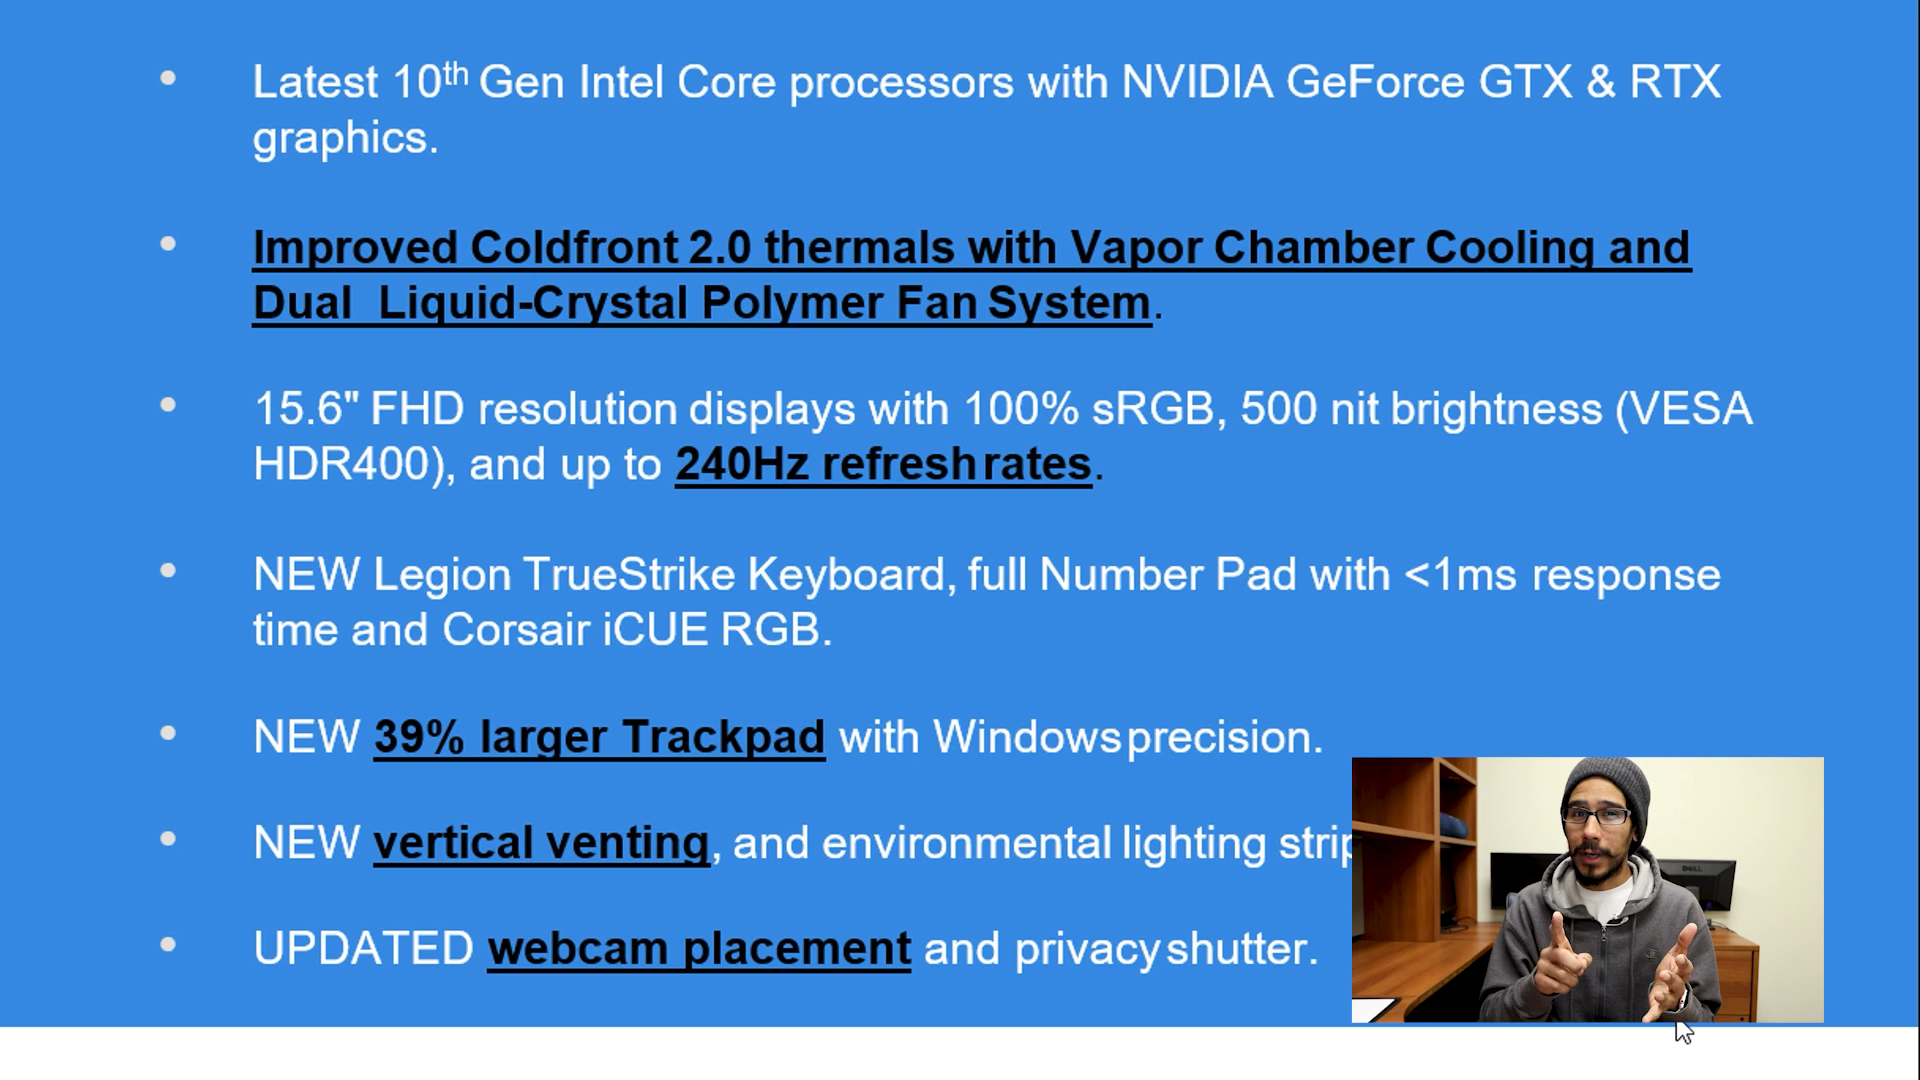 • Latest 10th Gen Intel Core processors with NVIDIA GeForce GTX & RTX
graphics.
• Improved Coldfront 2.0 thermals with Vapor Chamber Cooling and
Dual Liquid-Crystal Polymer Fan System.
• 15.6" FHD resolution displays with 100% sRGB, 500 nit brightness (VESA
HDR400), and up to 240Hz refresh rates.
• NEW Legion TrueStrike Keyboard, full Number Pad with <1ms response
time and Corsair iCUE RGB.
• NEW 39% larger Trackpad with Windows precision.
• NEW vertical venting, and environmental lighting strip
• UPDATED webcam placement and privacy shutter.
DELL